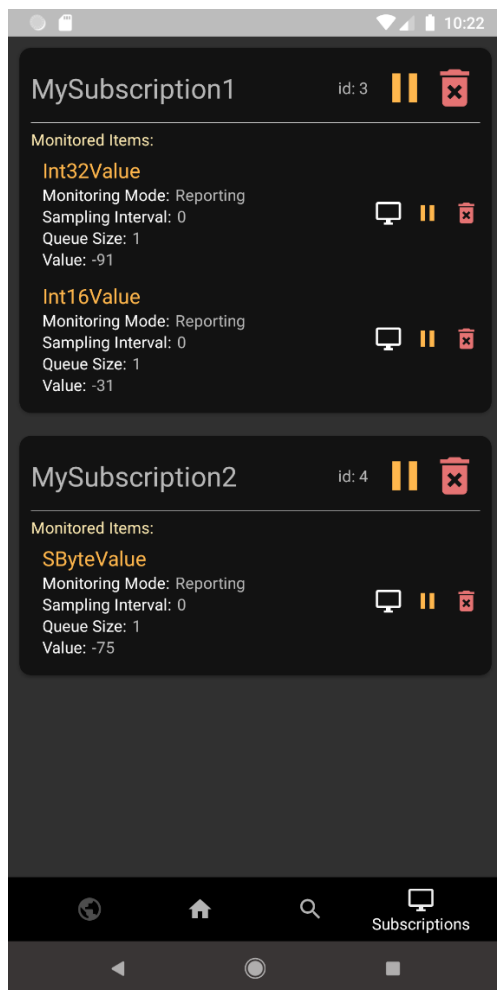 10:22
MySubscription1 id: 3
Monitored Items:
Int32Value
Monitoring Mode: Reporting
Sampling Interval: 0
Queue Size: 1
Value: -91
Int16Value
Monitoring Mode: Reporting
Sampling Interval: 0
Queue Size: 1
Value: -31
MySubscription2 id: 4
Monitored Items:
SByteValue
Monitoring Mode: Reporting
Sampling Interval: 0
Queue Size: 1
Value: -75
Subscriptions